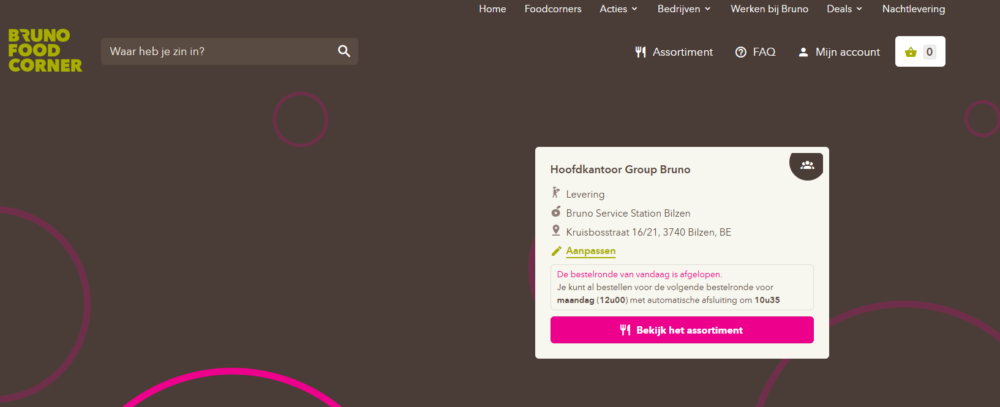 Home Foodcorners Acties Bedrijven Werken bij Bruno Deals Nachtlevering
BRUNO
FOOD
CORNER
Waar heb je zin in?
Assortiment FAQ Mijn account 0
Hoofdkantoor Group Bruno
Levering
Bruno Service Station Bilzen
Kruisbosstraat 16/21, 3740 Bilzen, BE
Aanpassen
De bestelronde van vandaag is afgelopen.
Je kunt al bestellen voor de volgende bestelronde voor
maandag (12u00) met automatische afsluiting om 10u35
Bekijk het assortiment